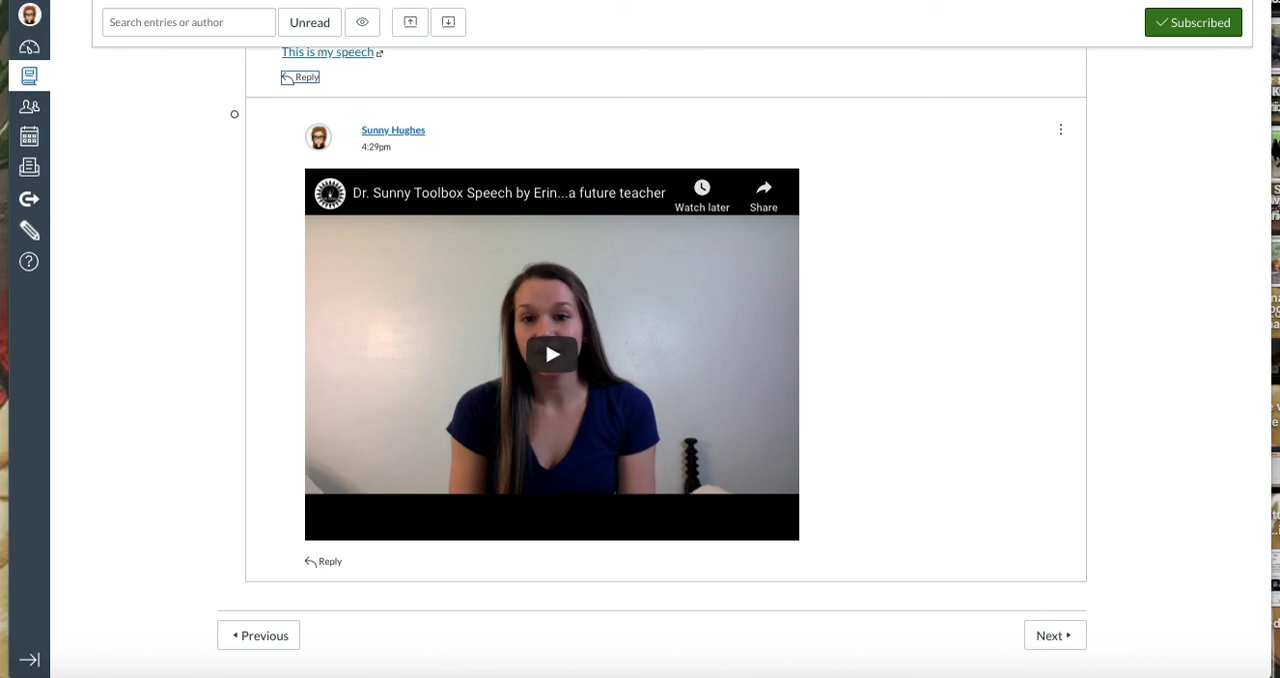 Search entries or author
Unread
Subscribed
This is my speech
Reply
Sunny Hughes
4:29pm
Dr. Sunny Toolbox Speech by Erin...a future teacher
Watch later
Share
Reply
Previous
Next